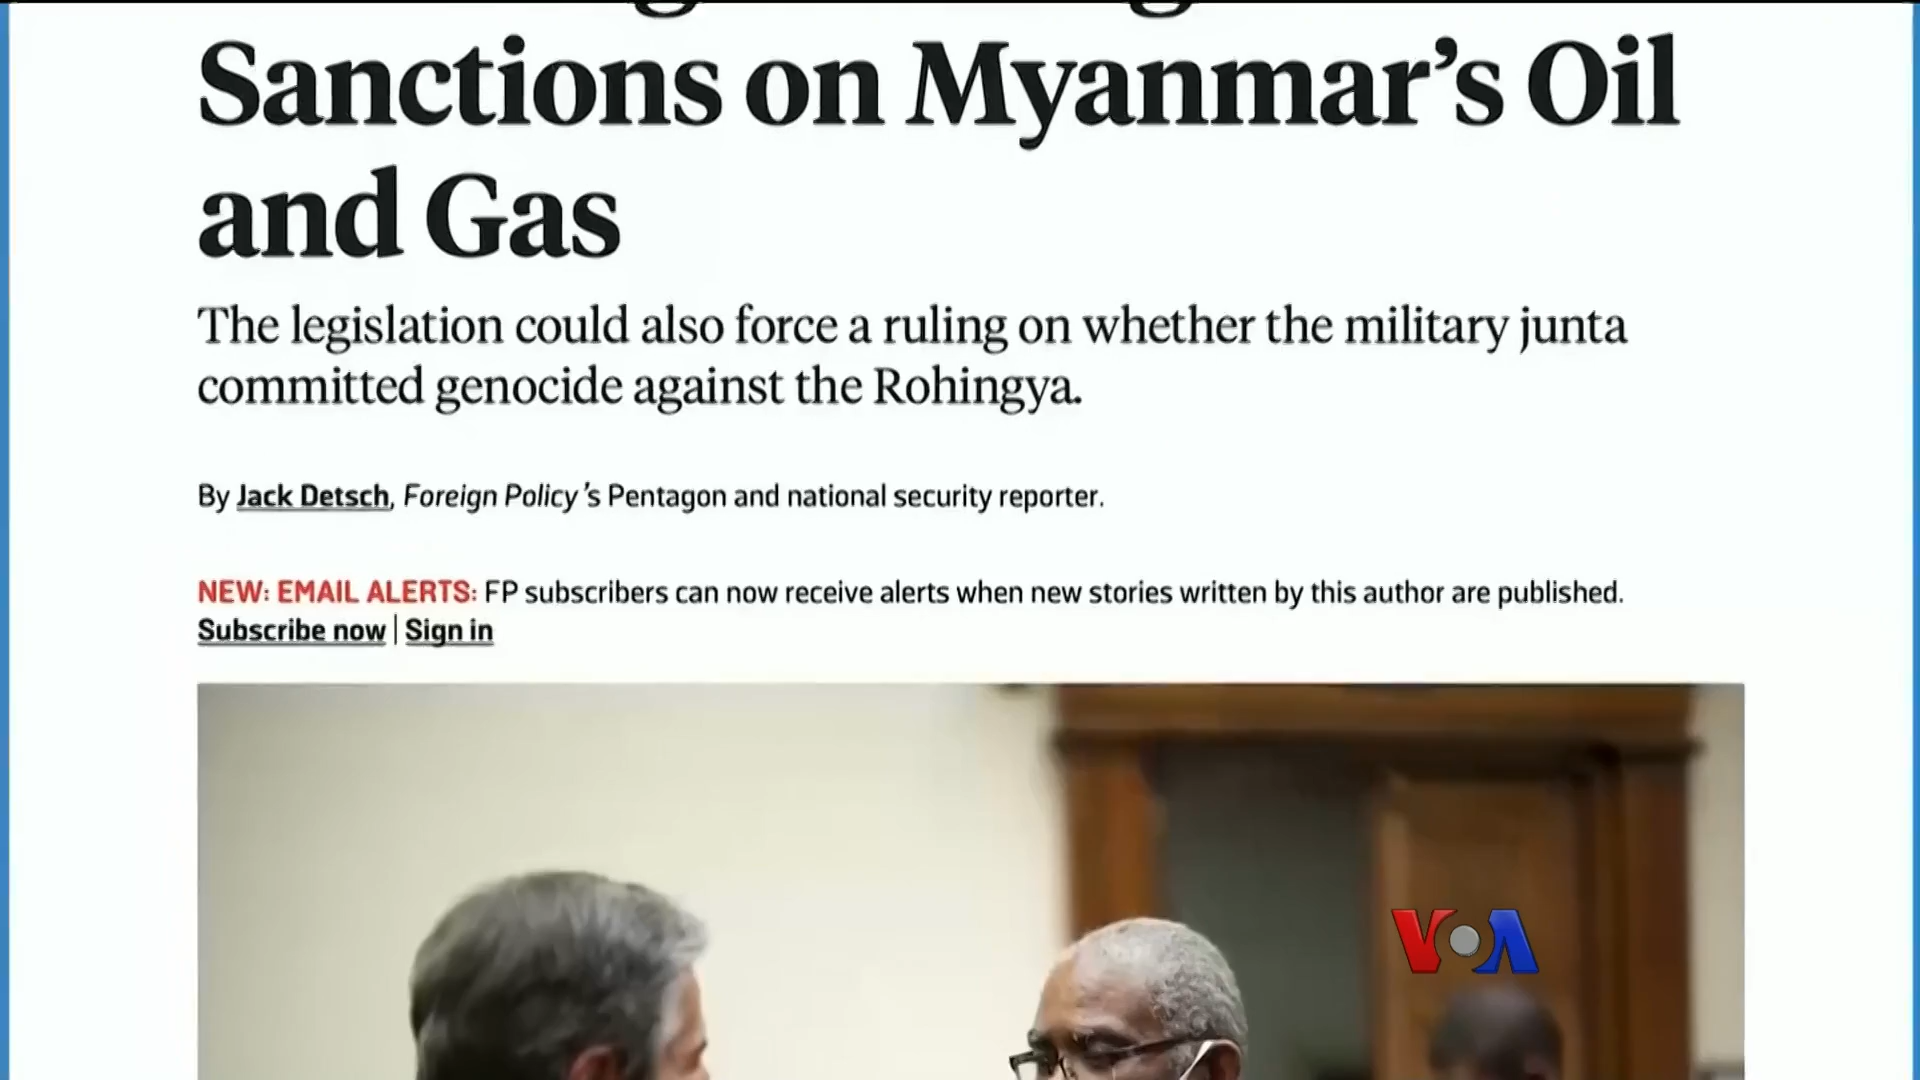 Sanctions on Myanmar’s Oil
and Gas
The legislation could also force a ruling on whether the military junta
committed genocide against the Rohingya.
By Jack Detsch, Foreign Policy’s Pentagon and national security reporter.
NEW: EMAIL ALERTS: FP subscribers can now receive alerts when new stories written by this author are published.
Subscribe now | Sign in
VOA